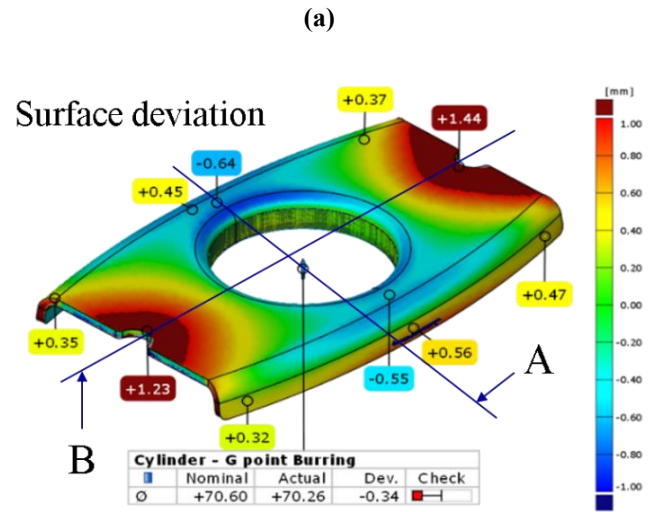 (a)
[mm]
Surface deviation
+0.37
+1.44
1.00
-0.64
0.80
+0.45
0.60
0.40
0.20
+0.47
0.00
+0.35
-0.20
+0.56
A
-0.40
+1.23
-0.55
-0.60
+0.32
-0.80
B
-1.00
Cylinder - G point Burring
Nominal Actual Dev. Check
Ø +70.60 +70.26 -0.34